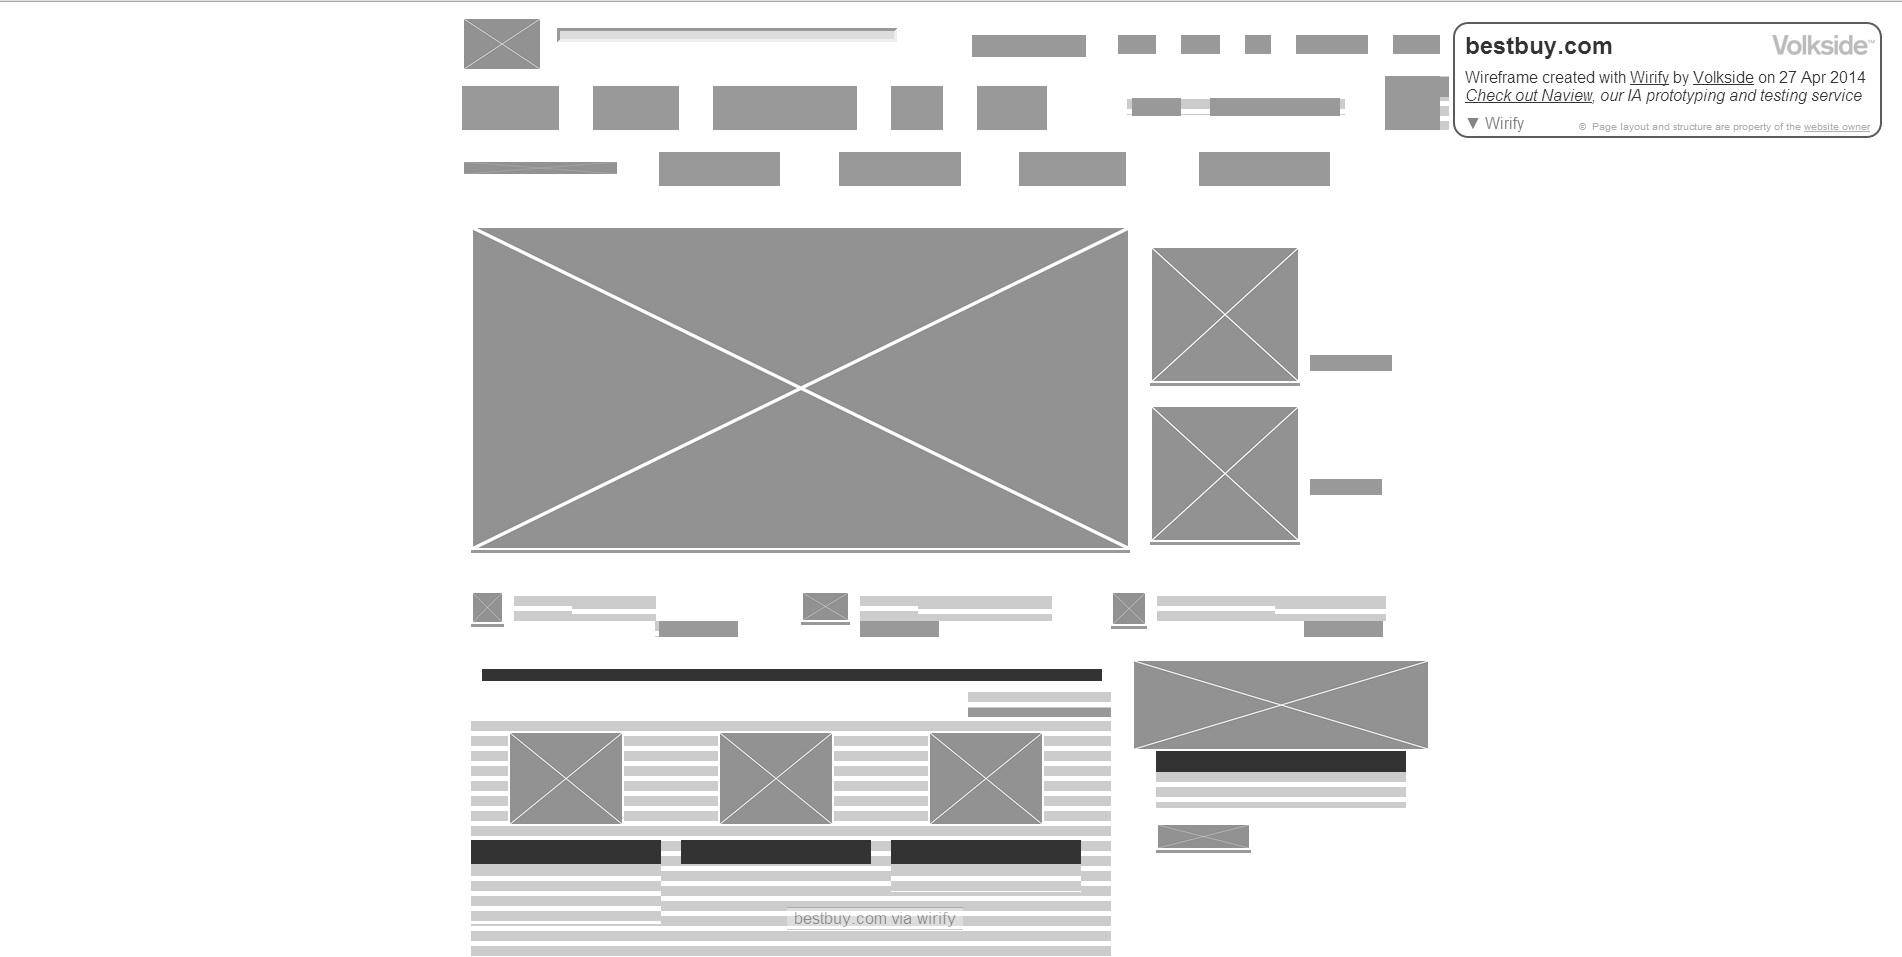 bestbuy.com
Volkside™
Wireframe created with Wirify by Volkside on 27 Apr 2014
Check out Naview, our IA prototyping and testing service
▼ Wirify
© Page layout and structure are property of the website owner
bestbuy.com via wirify